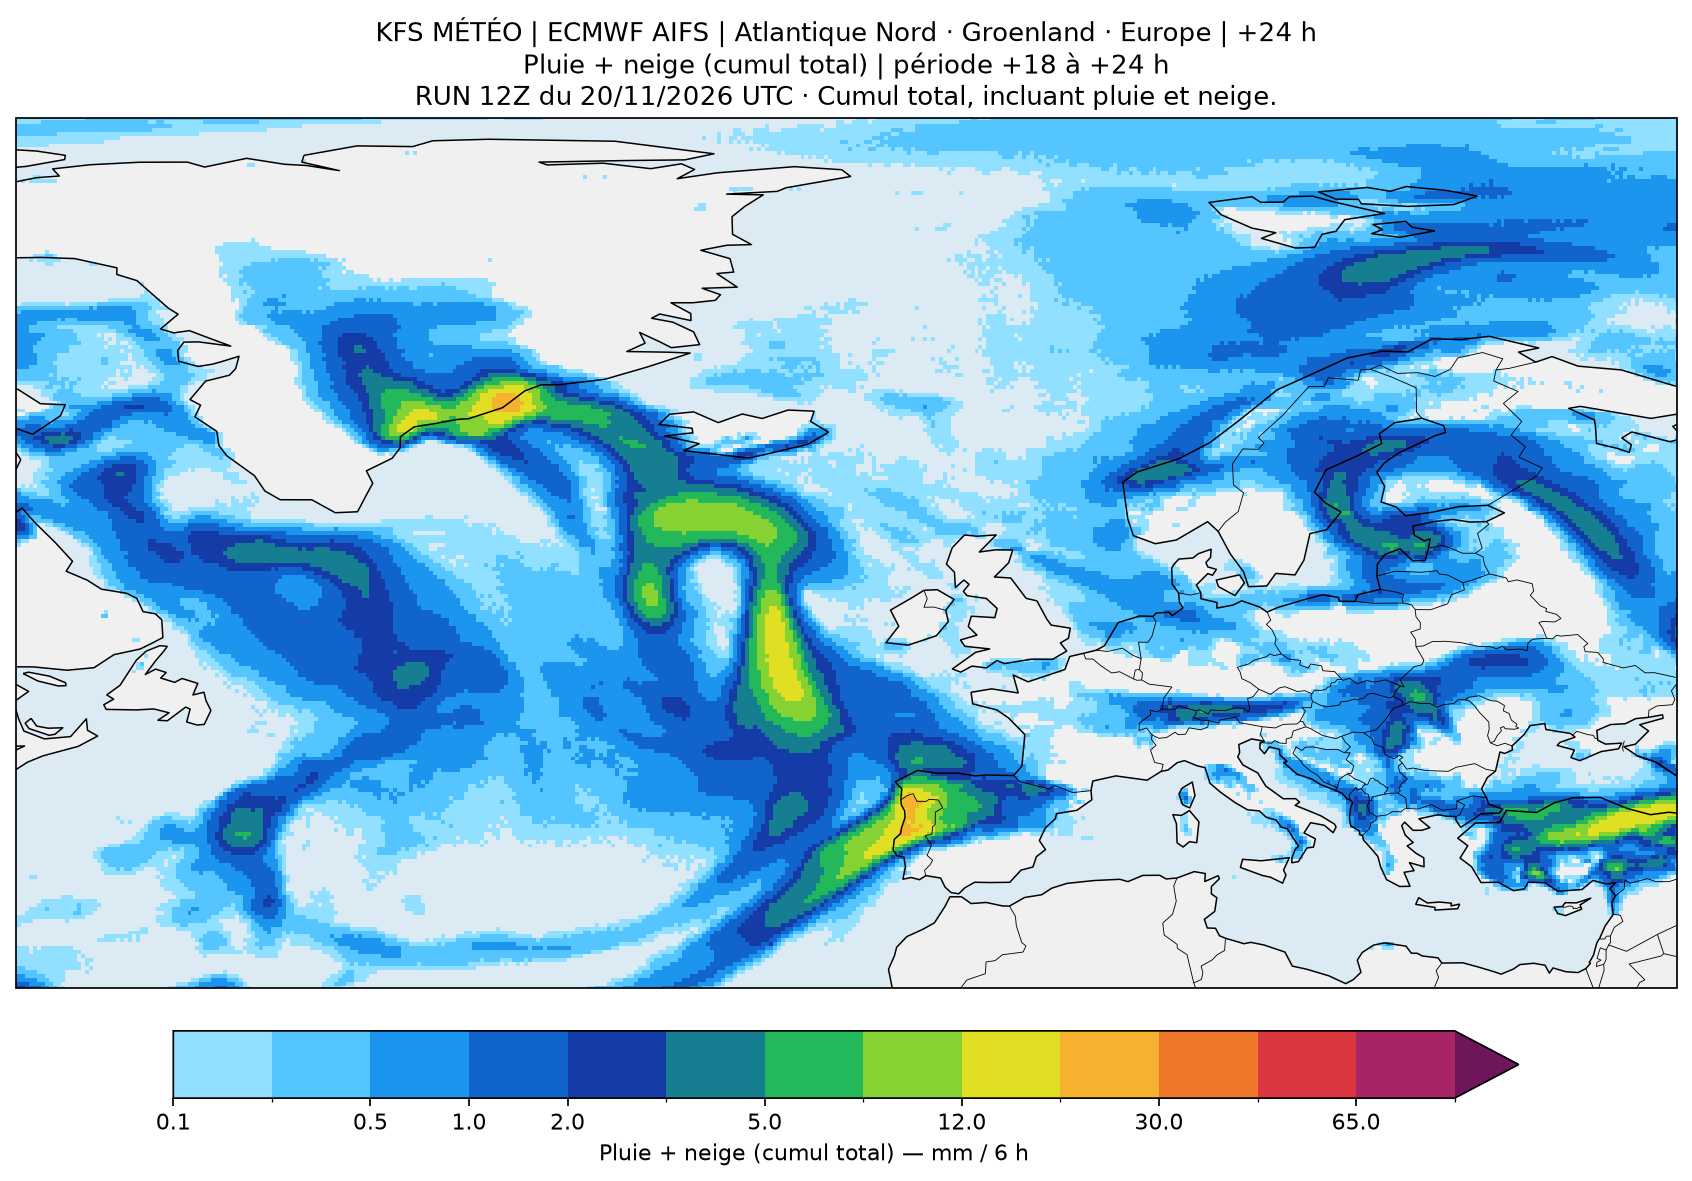 KFS MÉTÉO | ECMWF AIFS | Atlantique Nord · Groenland · Europe | +24 h
Pluie + neige (cumul total) | période +18 à +24 h
RUN 12Z du 20/11/2026 UTC · Cumul total, incluant pluie et neige.
0.1 0.5 1.0 2.0 5.0 12.0 30.0 65.0
Pluie + neige (cumul total) — mm / 6 h